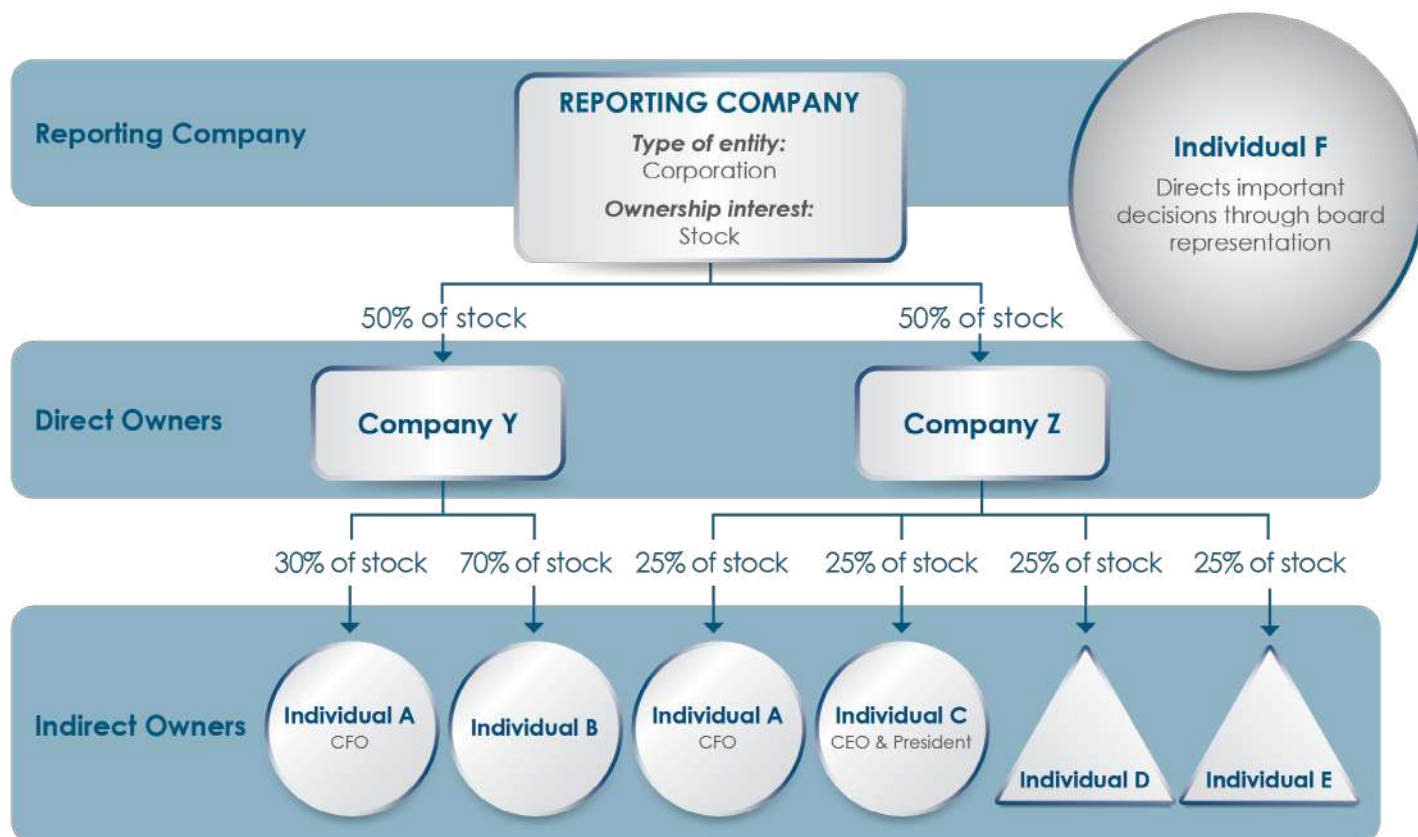 Reporting Company
REPORTING COMPANY
Type of entity:
Corporation
Ownership interest:
Stock
Individual F
Directs important
decisions through board
representation
50% of stock
50% of stock
Direct Owners
Company Y
Company Z
30% of stock
70% of stock
25% of stock
25% of stock
25% of stock
25% of stock
Indirect Owners
Individual A
CFO
Individual B
Individual A
CFO
Individual C
CEO & President
Individual D
Individual E